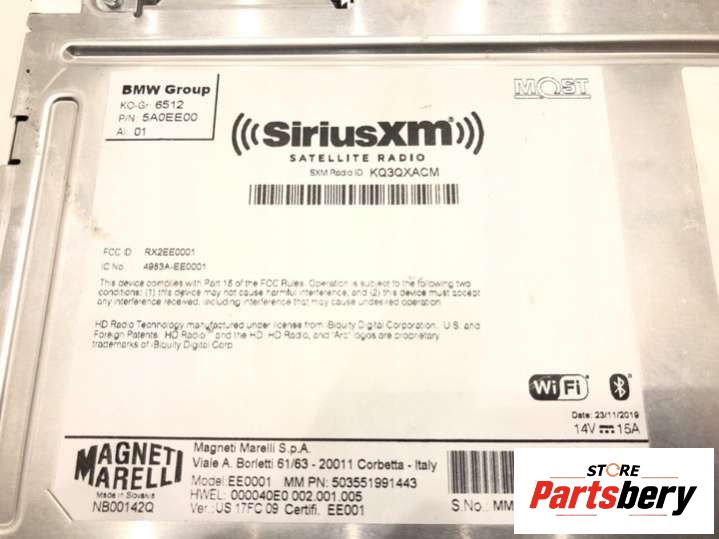 BMW Group
KO-Gr 6512
P/N: 5A0EE00
AI: 01
MOST
SiriusXm
SATELLITE RADIO
SXM Radio ID KQ3QXACM
FCC ID RX2EE0001
IC No. 4983A-EE0001
This device complies with Part 15 of the FCC Rules. Operation is subject to the following two
conditions: (1) this device may not cause harmful interference, and (2) this device must accept
any interference received, including interference that may cause undesired operation.
HD Radio Technology manufactured under license from iBiquity Digital Corporation. U.S. and
Foreign Patents. HD Radio™ and the HD, HD Radio, and "Arc" logos are proprietary
trademarks of iBiquity Digital Corp.
WiFi
Date: 23/11/2019
14V 15A
MAGNETI
MARELLI
Made in Slovakia
NB00142Q
Magneti Marelli S.p.A.
Viale A. Borletti 61/63 - 20011 Corbetta - Italy
Model: EE0001 MM PN: 503551991443
HWEL: 000040E0 002.001.005
Ver.: US 17FC 09 Certifi. EE001
S.No.: MM
STORE
Partsbery